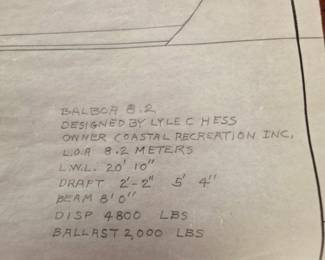 BALBOA 8.2
DESIGNED BY LYLE C HESS
OWNER COASTAL RECREATION INC,
L.O.A 8.2 METERS
L.W.L. 20' 10"
DRAFT 2'-2" 5' 4"
BEAM 8' 0"
DISP 4800 LBS
BALLAST 2,000 LBS